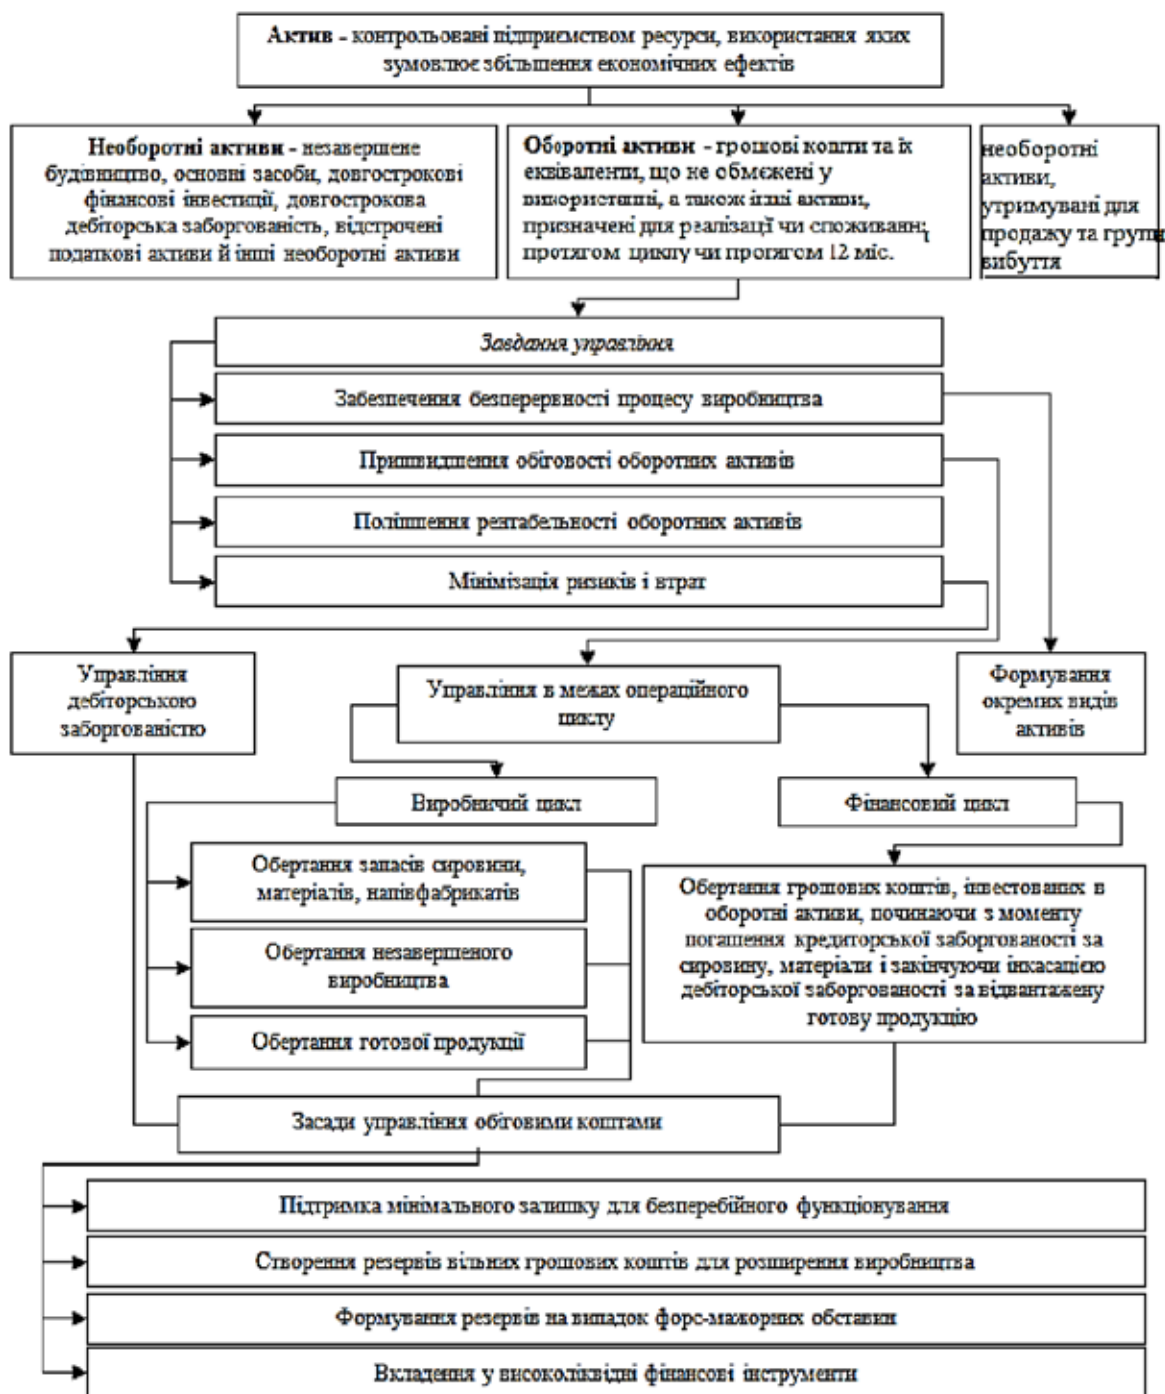 Актив - контрольовані підприємством ресурси, використання яких
зумовлює збільшення економічних ефектів
Необоротні активи - незавершене
будівництво, основні засоби, довгострокові
фінансові інвестиції, довгострокова
дебіторська заборгованість, відстрочені
податкові активи й інші необоротні активи
Оборотні активи - грошові кошти та їх
еквіваленти, що не обмежені у
використанні, а також інші активи,
призначені для реалізації чи споживанні
протягом циклу чи протягом 12 міс.
необоротні
активи,
утримувані для
продажу та групи
вибуття
Завдання управління
Забезпечення безперервності процесу виробництва
Пришвидшення обіговості оборотних активів
Поліпшення рентабельності оборотних активів
Мінімізація ризиків і втрат
Управління
дебіторською
заборгованістю
Управління в межах операційного
циклу
Формування
окремих видів
активів
Виробничий цикл
Фінансовий цикл
Обертання запасів сировини,
матеріалів, напівфабрикатів
Обертання незавершеного
виробництва
Обертання готової продукції
Обертання грошових коштів, інвестованих в
оборотні активи, починаючи з моменту
погашення кредиторської заборгованості за
сировину, матеріали і закінчуючи інкасацією
дебіторської заборгованості за відвантажену
готову продукцію
Засади управління обіговими коштами
Підтримка мінімального залишку для безперебійного функціонування
Створення резервів вільних грошових коштів для розширення виробництва
Формування резервів на випадок форс-мажорних обставин
Вкладення у високоліквідні фінансові інструменти